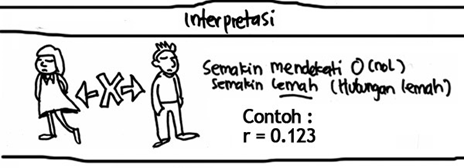 Interpretasi
Semakin mendekati 0 (nol)
Semakin Lemah (Hubungan lemah)
X
Contoh :
r = 0.123